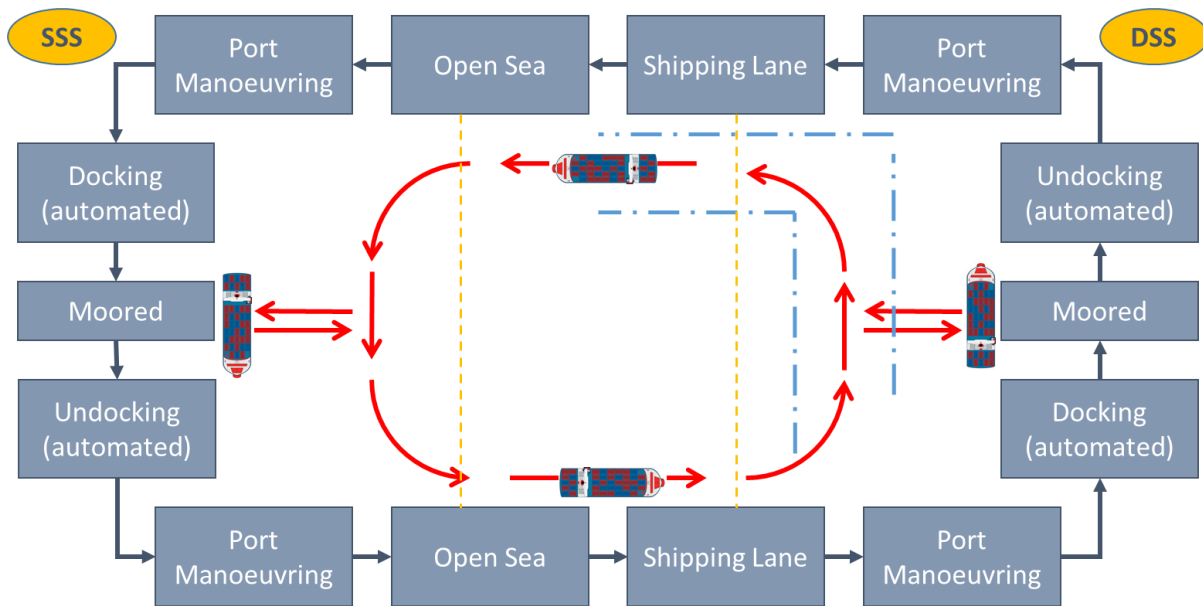 SSS
Port
Manoeuvring
Open Sea
Shipping Lane
Port
Manoeuvring
DSS
Docking
(automated)
Undocking
(automated)
Moored
Moored
Undocking
(automated)
Docking
(automated)
Port
Manoeuvring
Open Sea
Shipping Lane
Port
Manoeuvring